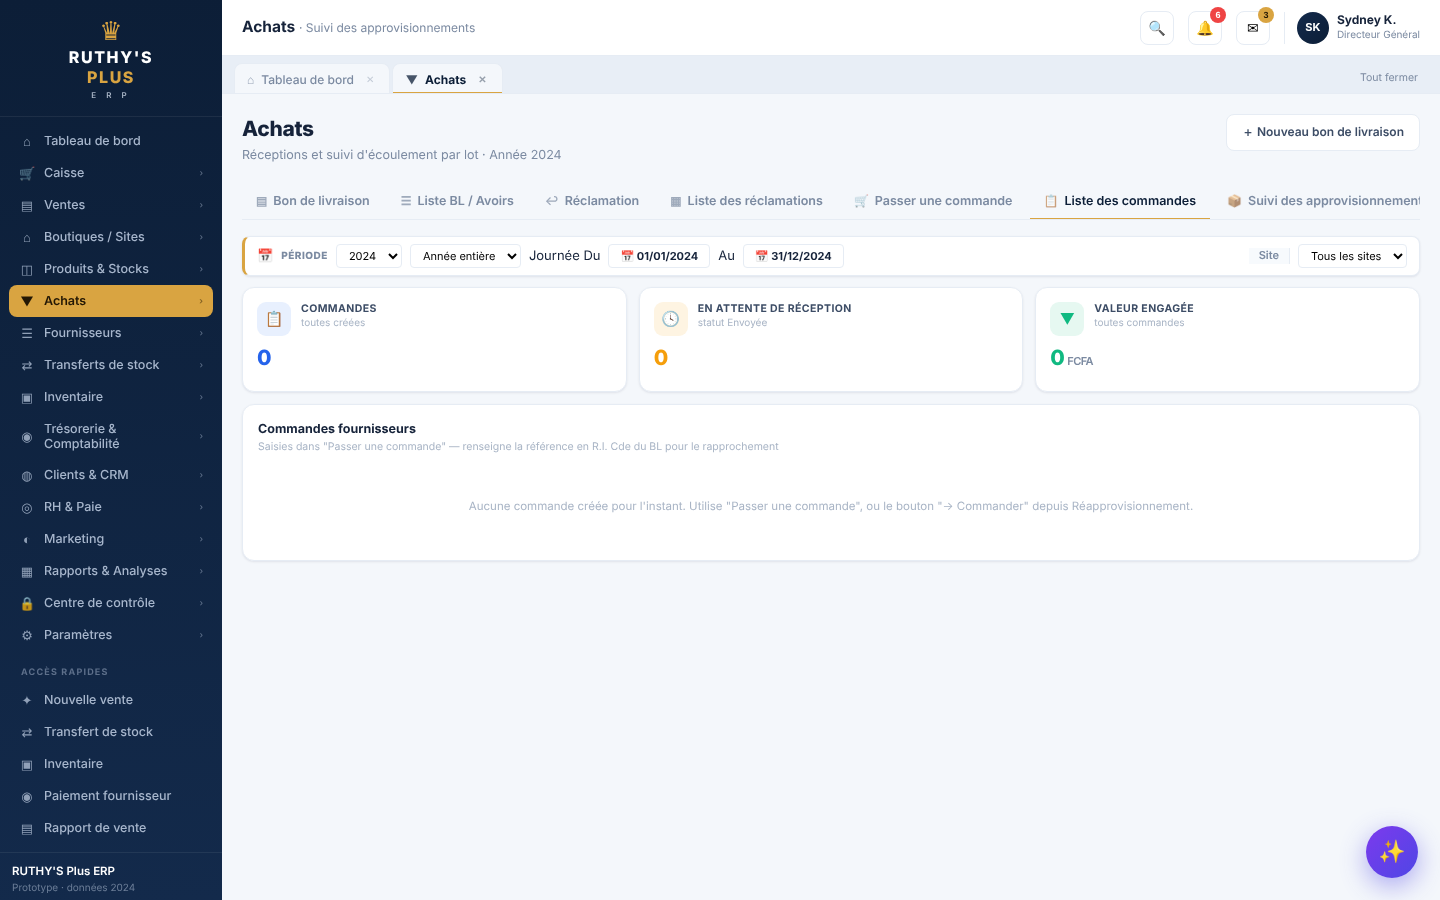 RUTHY'S
PLUS
ERP
Tableau de bord
Caisse
Ventes
Boutiques / Sites
Produits & Stocks
Achats
Fournisseurs
Transferts de stock
Inventaire
Trésorerie &
Comptabilité
Clients & CRM
RH & Paie
Marketing
Rapports & Analyses
Centre de contrôle
Paramètres
ACCÈS RAPIDES
Nouvelle vente
Transfert de stock
Inventaire
Paiement fournisseur
Rapport de vente
RUTHY'S Plus ERP
Prototype · données 2024
Achats · Suivi des approvisionnements
6
3
SK
Sydney K.
Directeur Général
Tableau de bord ×
Achats ×
Tout fermer
Achats
Réceptions et suivi d'écoulement par lot · Année 2024
+ Nouveau bon de livraison
Bon de livraison
Liste BL / Avoirs
Réclamation
Liste des réclamations
Passer une commande
Liste des commandes
Suivi des approvisionnement
PÉRIODE 2024 Année entière Journée Du 01/01/2024 Au 31/12/2024 Site Tous les sites
COMMANDES
toutes créées
0
EN ATTENTE DE RÉCEPTION
statut Envoyée
0
VALEUR ENGAGÉE
toutes commandes
0 FCFA
Commandes fournisseurs
Saisies dans "Passer une commande" — renseigne la référence en R.I. Cde du BL pour le rapprochement
Aucune commande créée pour l'instant. Utilise "Passer une commande", ou le bouton "→ Commander" depuis Réapprovisionnement.